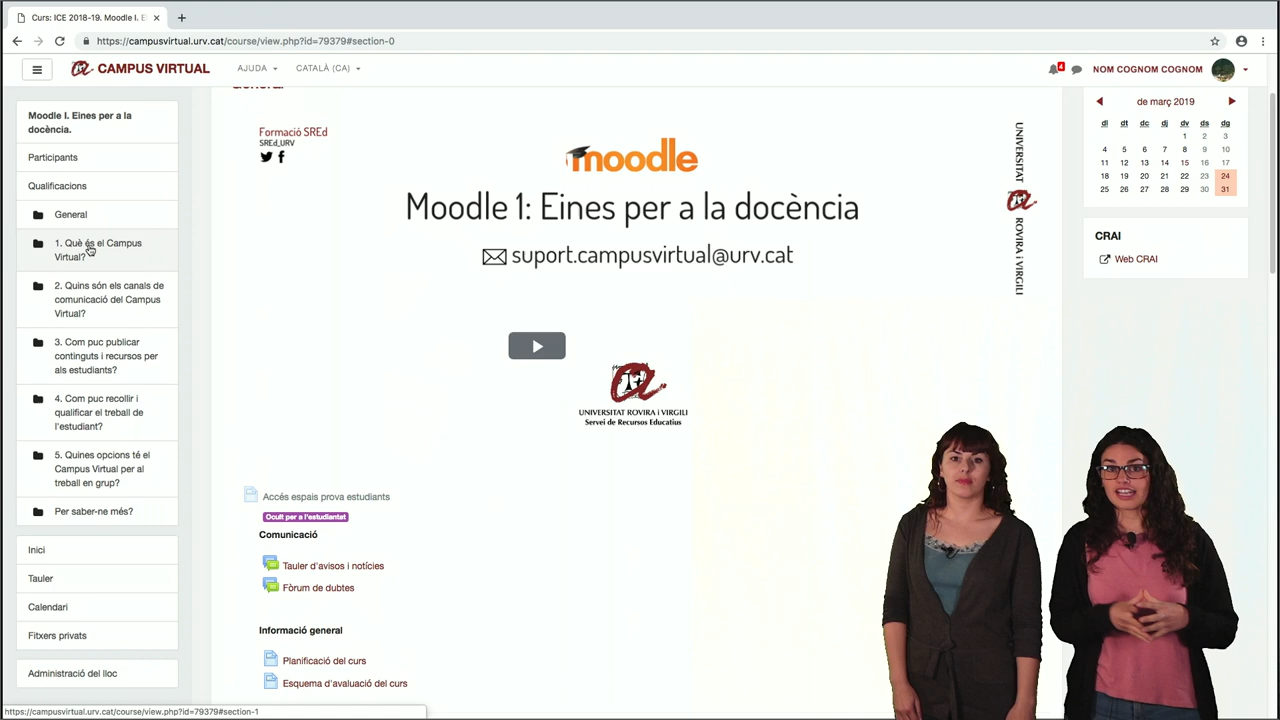 Curs: ICE 2018-19. Moodle I. E
https://campusvirtual.urv.cat/course/view.php?id=79379#section-0
CAMPUS VIRTUAL
AJUDA
CATALÀ (CA)
4
NOM COGNOM COGNOM
Moodle I. Eines per a la
docència.
Participants
Qualificacions
General
1. Què és el Campus
Virtual?
2. Quins són els canals de
comunicació del Campus
Virtual?
3. Com puc publicar
continguts i recursos per
als estudiants?
4. Com puc recollir i
qualificar el treball de
l'estudiant?
5. Quines opcions té el
Campus Virtual per al
treball en grup?
Per saber-ne més?
Inici
Tauler
Calendari
Fitxers privats
Administració del lloc
General
Formació SREd
SREd_URV
moodle
Moodle 1: Eines per a la docència
suport.campusvirtual@urv.cat
UNIVERSITAT
ROVIRA i VIRGILI
UNIVERSITAT ROVIRA i VIRGILI
Servei de Recursos Educatius
Accés espais prova estudiants
Ocult per a l'estudiantat
Comunicació
Tauler d'avisos i notícies
Fòrum de dubtes
Informació general
Planificació del curs
Esquema d'avaluació del curs
de març 2019
dl dt dc dj dv ds dg
1 2 3
4 5 6 7 8 9 10
11 12 13 14 15 16 17
18 19 20 21 22 23 24
25 26 27 28 29 30 31
CRAI
Web CRAI
https://campusvirtual.urv.cat/course/view.php?id=79379#section-1